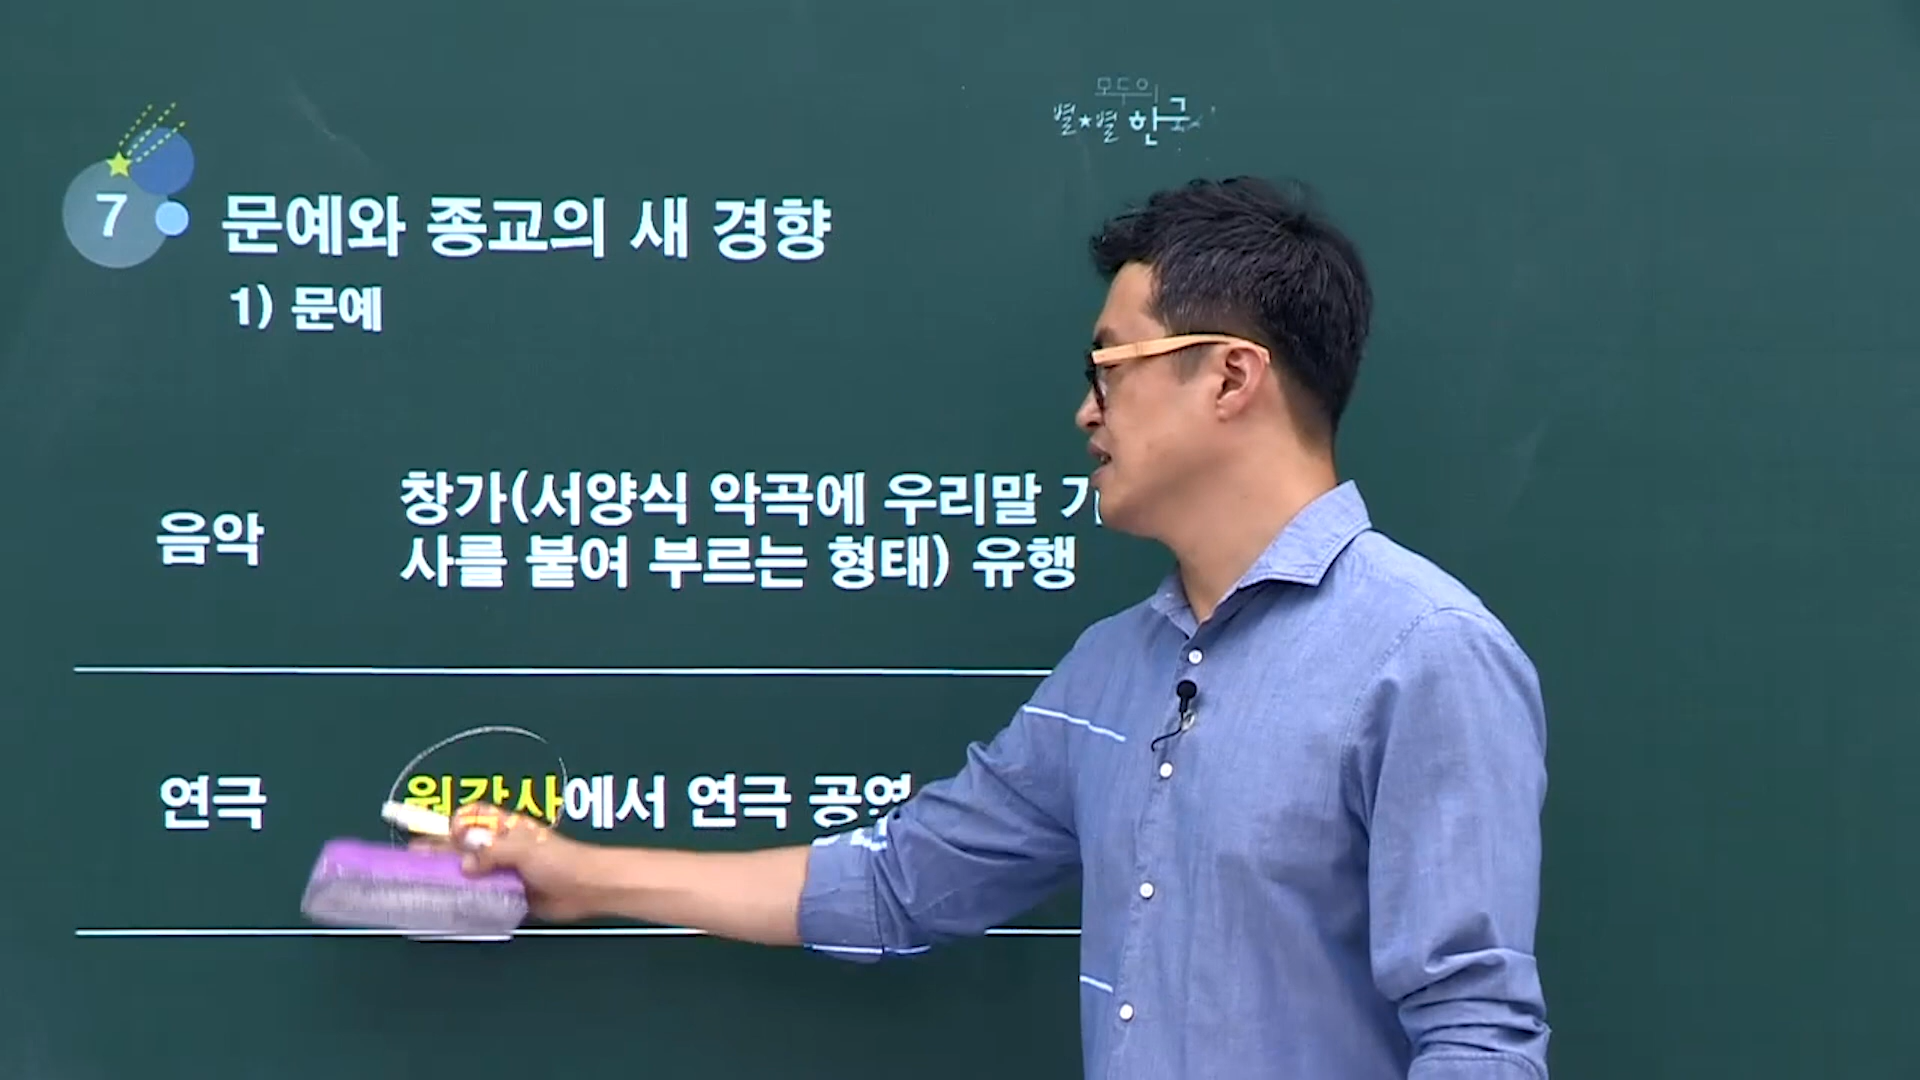 모두의
별★별 한국
7
문예와 종교의 새 경향
1) 문예
음악
창가(서양식 악곡에 우리말 가
사를 붙여 부르는 형태) 유행
연극
원각사에서 연극 공연